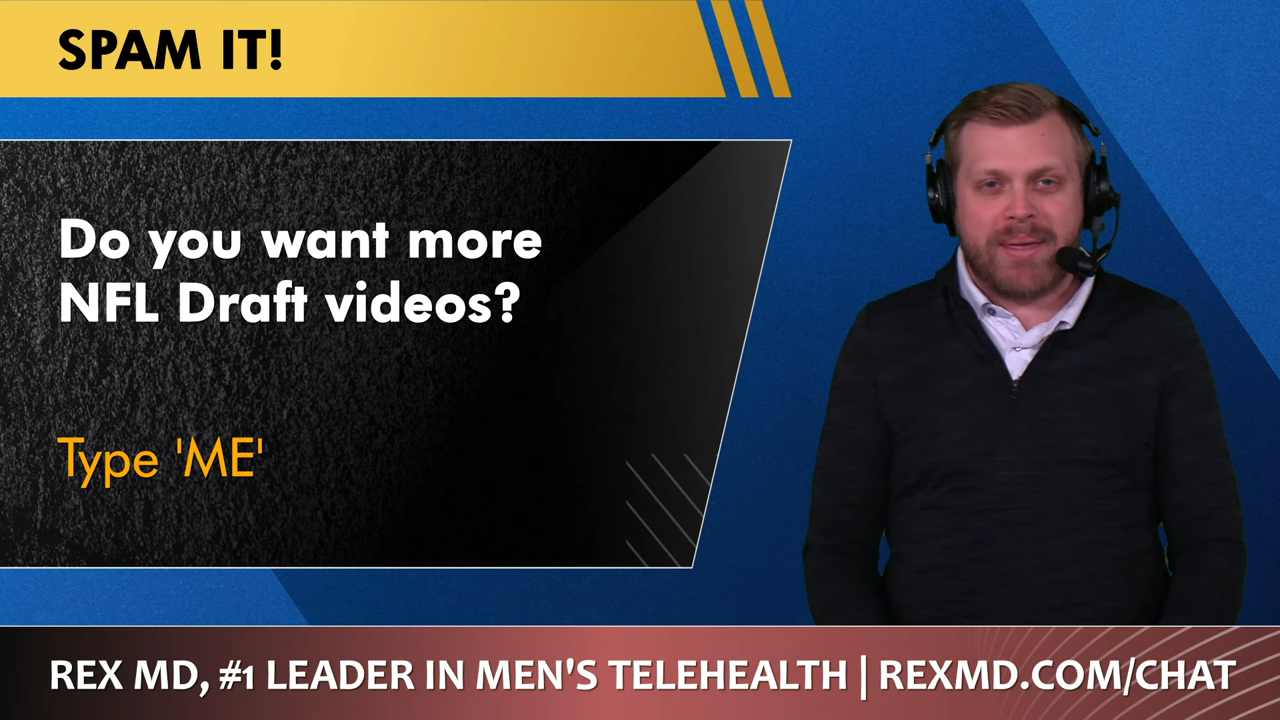 SPAM IT!
Do you want more
NFL Draft videos?
Type 'ME'
REX MD, #1 LEADER IN MEN'S TELEHEALTH | REXMD.COM/CHAT